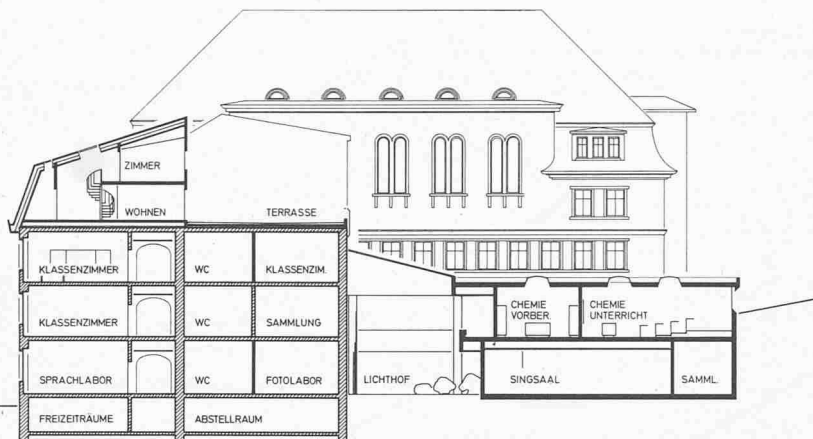 ZIMMER
WOHNEN
TERRASSE
KLASSENZIMMER
WC
KLASSENZIM.
CHEMIE
VORBER.
CHEMIE
UNTERRICHT
KLASSENZIMMER
WC
SAMMLUNG
SPRACHLABOR
WC
FOTOLABOR
LICHTHOF
SINGSAAL
SAMML.
FREIZEITRÄUME
ABSTELLRAUM